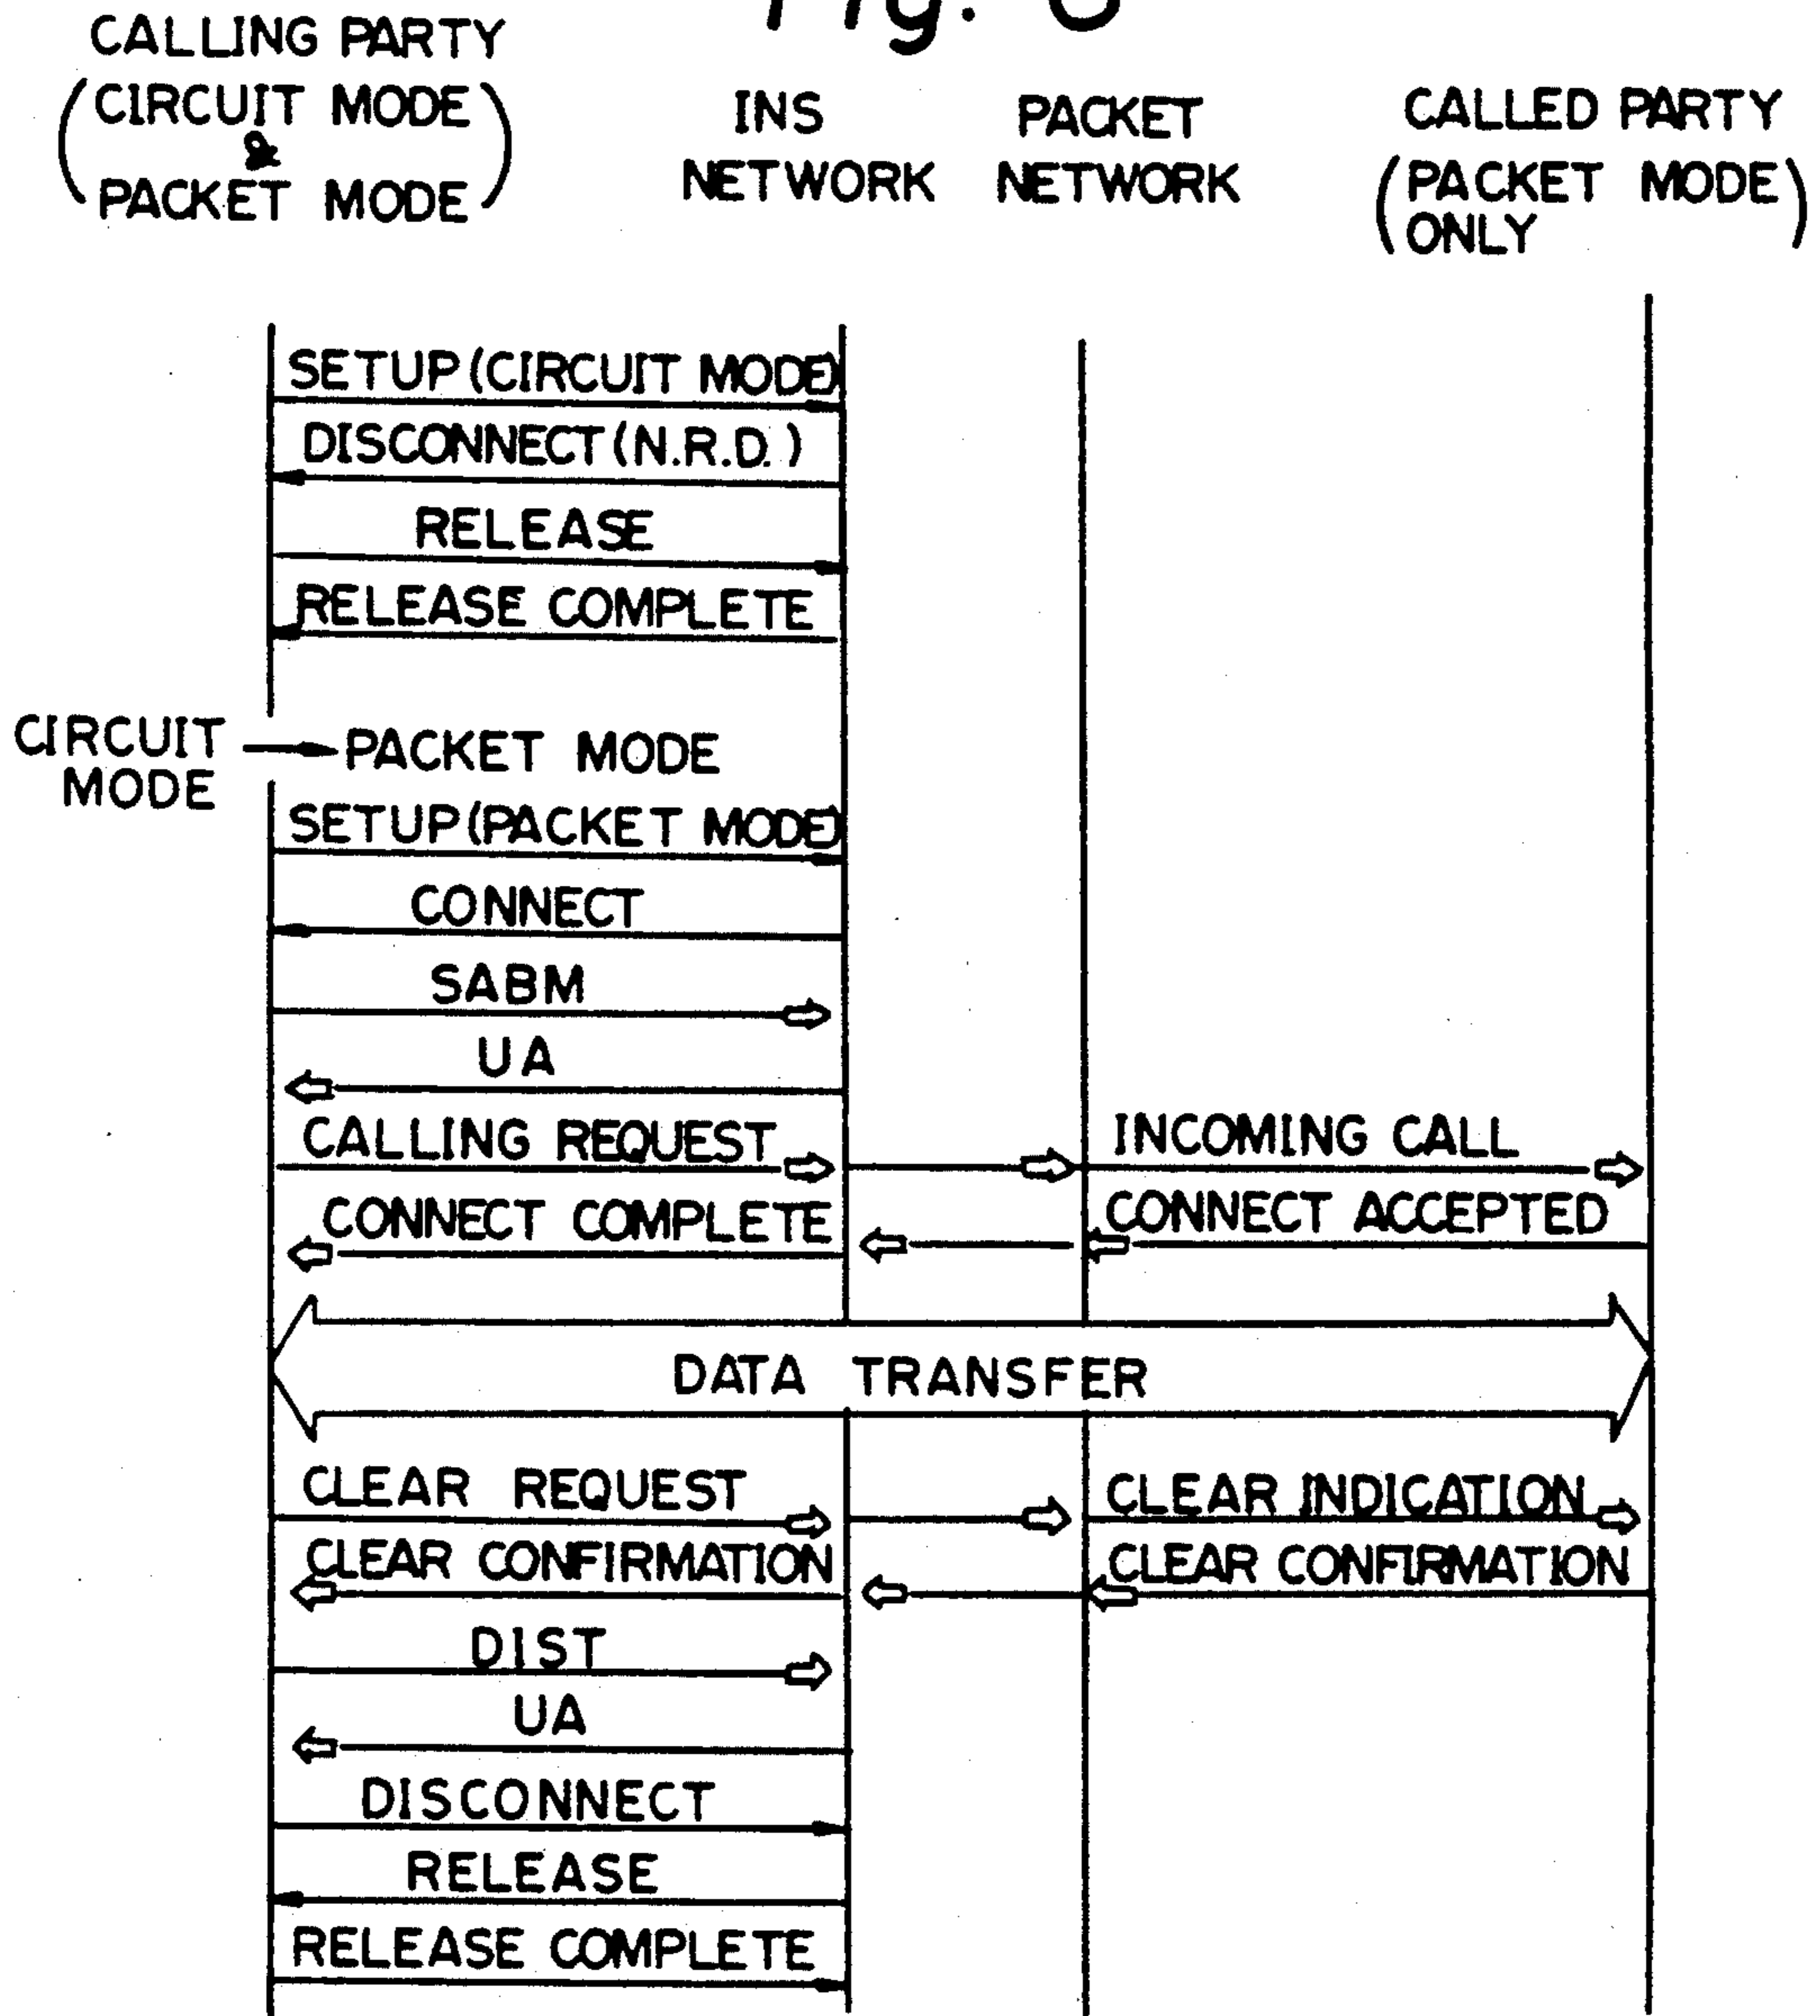 Fig.
CALLING PARTY
(CIRCUIT MODE
&
PACKET MODE)
INS
NETWORK
PACKET
NETWORK
CALLED PARTY
(PACKET MODE)
ONLY
SETUP(CIRCUIT MODE)
DISCONNECT(N.R.D.)
RELEASE
RELEASE COMPLETE
CIRCUIT
MODE
PACKET MODE
SETUP(PACKET MODE)
CONNECT
SABM
UA
CALLING REQUEST
INCOMING CALL
CONNECT COMPLETE
CONNECT ACCEPTED
DATA TRANSFER
CLEAR REQUEST
CLEAR INDICATION
CLEAR CONFIRMATION
CLEAR CONFIRMATION
DIST
UA
DISCONNECT
RELEASE
RELEASE COMPLETE